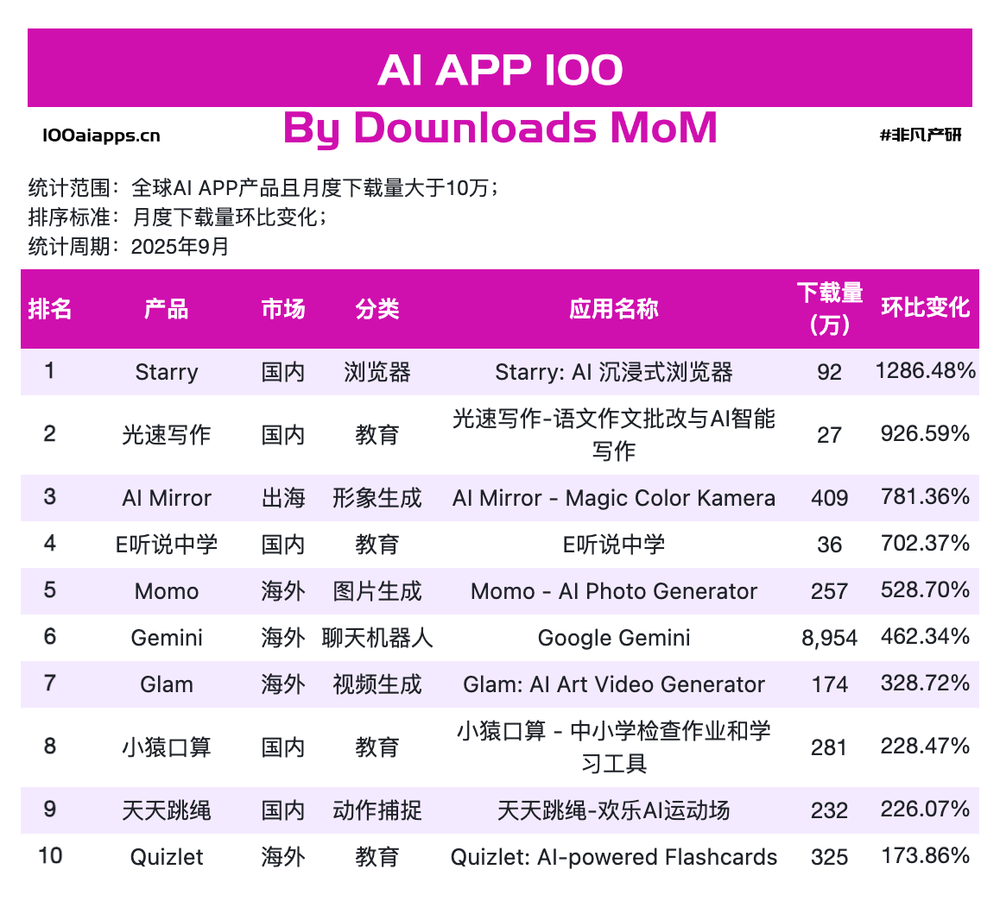 AI APP 100
100aiapps.cn
By Downloads MoM
#非凡产研
统计范围：全球AI APP产品且月度下载量大于10万；
排序标准：月度下载量环比变化；
统计周期：2025年9月
排名 产品 市场 分类 应用名称 下载量（万） 环比变化
1 Starry 国内 浏览器 Starry: AI 沉浸式浏览器 92 1286.48%
2 光速写作 国内 教育 光速写作-语文作文批改与AI智能写作 27 926.59%
3 AI Mirror 出海 形象生成 AI Mirror - Magic Color Kamera 409 781.36%
4 E听说中学 国内 教育 E听说中学 36 702.37%
5 Momo 海外 图片生成 Momo - AI Photo Generator 257 528.70%
6 Gemini 海外 聊天机器人 Google Gemini 8,954 462.34%
7 Glam 海外 视频生成 Glam: AI Art Video Generator 174 328.72%
8 小猿口算 国内 教育 小猿口算 - 中小学检查作业和学习工具 281 228.47%
9 天天跳绳 国内 动作捕捉 天天跳绳-欢乐AI运动场 232 226.07%
10 Quizlet 海外 教育 Quizlet: AI-powered Flashcards 325 173.86%